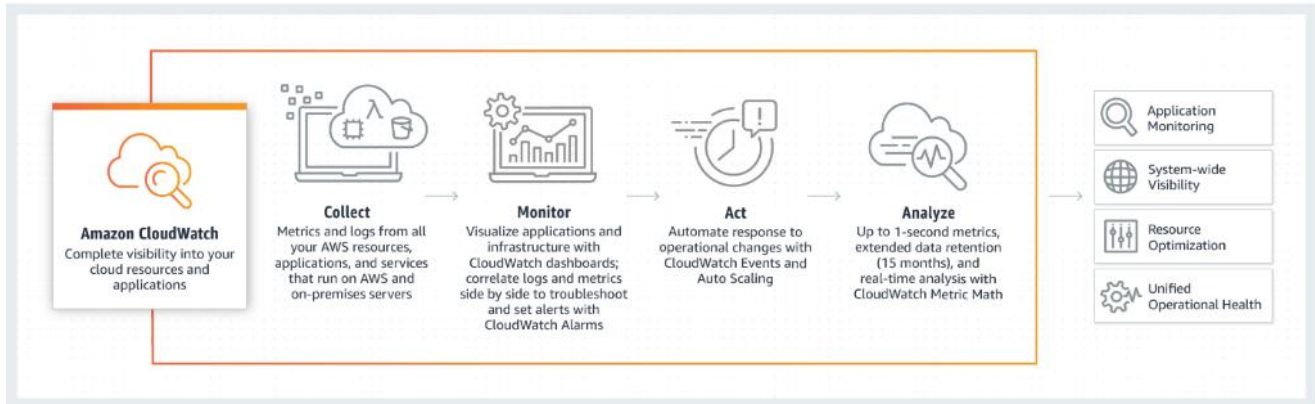 Amazon CloudWatch
Complete visibility into your
cloud resources and
applications
Collect
Metrics and logs from all
your AWS resources,
applications, and services
that run on AWS and
on-premises servers
Monitor
Visualize applications and
infrastructure with
CloudWatch dashboards;
correlate logs and metrics
side by side to troubleshoot
and set alerts with
CloudWatch Alarms
Act
Automate response to
operational changes with
CloudWatch Events and
Auto Scaling
Analyze
Up to 1-second metrics,
extended data retention
(15 months), and
real-time analysis with
CloudWatch Metric Math
Application
Monitoring
System-wide
Visibility
Resource
Optimization
Unified
Operational Health